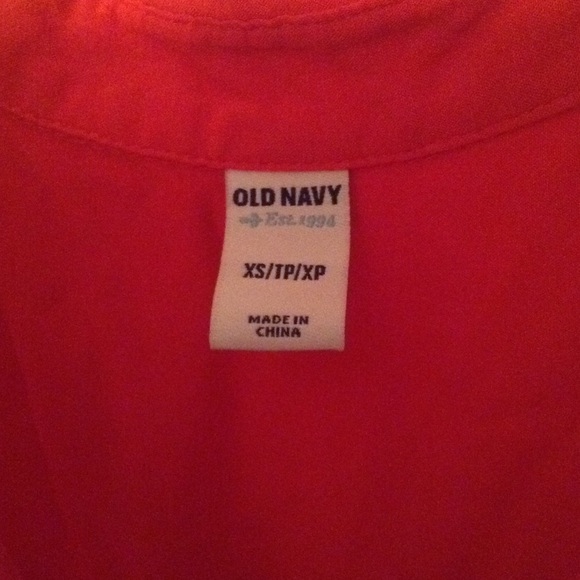 OLD NAVY
Est. 1994
XS/TP/XP
MADE IN
CHINA